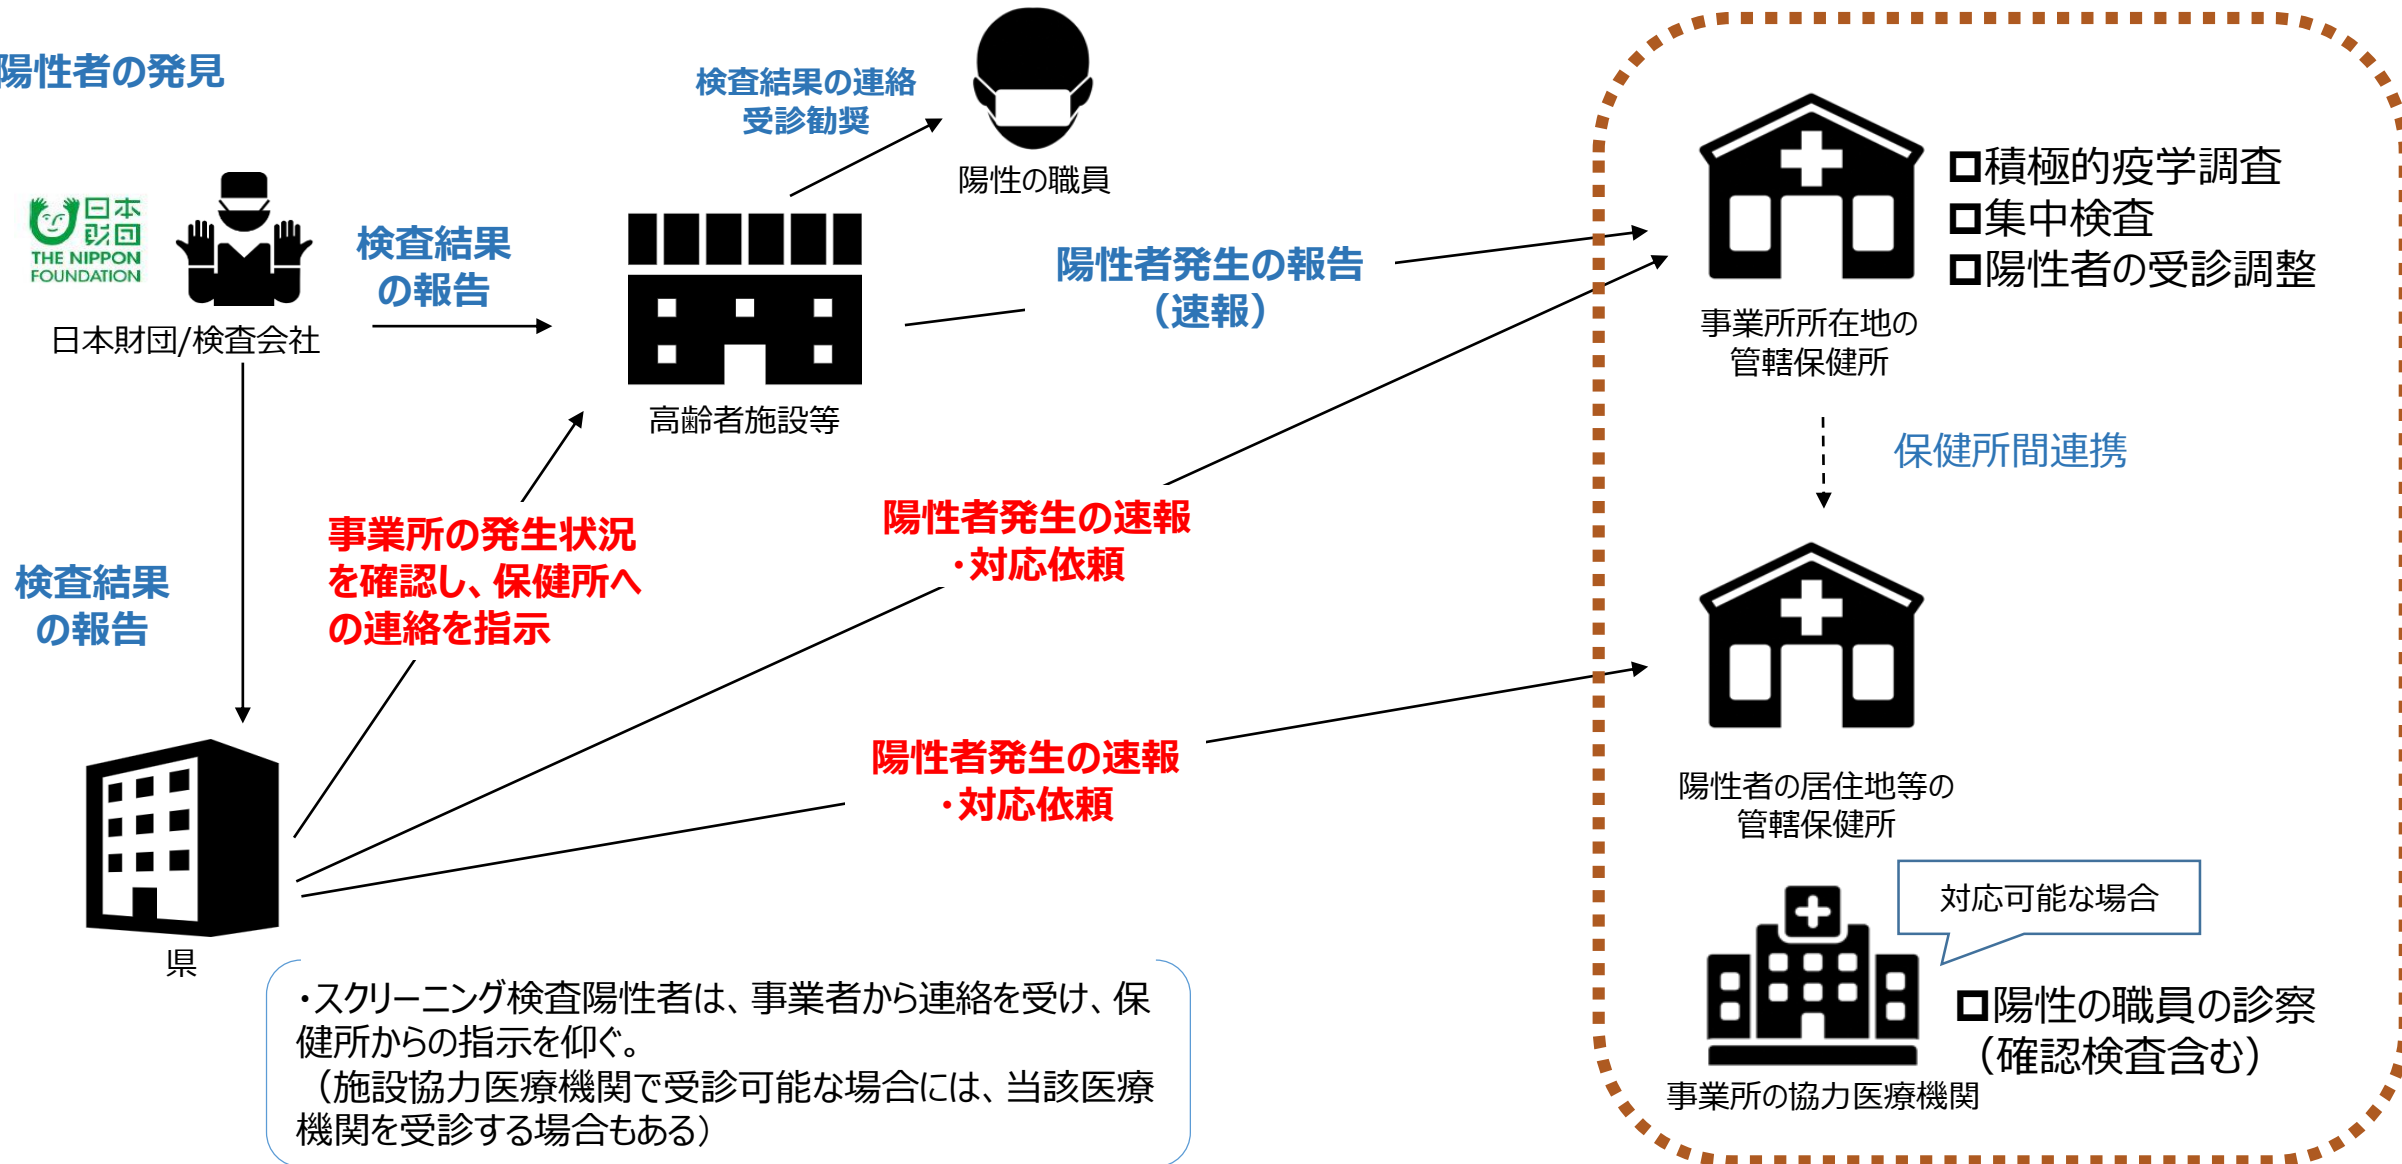 陽性者の発見
検査結果の連絡
受診勧奨
陽性の職員
日本
財団
THE NIPPON
FOUNDATION
日本財団/検査会社
検査結果
の報告
高齢者施設等
陽性者発生の報告
（速報）
事業所所在地の
管轄保健所
積極的疫学調査
集中検査
陽性者の受診調整
保健所間連携
検査結果
の報告
事業所の発生状況
を確認し、保健所へ
の連絡を指示
陽性者発生の速報
・対応依頼
陽性者発生の速報
・対応依頼
陽性者の居住地等の
管轄保健所
県
対応可能な場合
陽性の職員の診察
（確認検査含む）
事業所の協力医療機関
・スクリーニング検査陽性者は、事業者から連絡を受け、保
健所からの指示を仰ぐ。
（施設協力医療機関で受診可能な場合には、当該医療
機関を受診する場合もある）